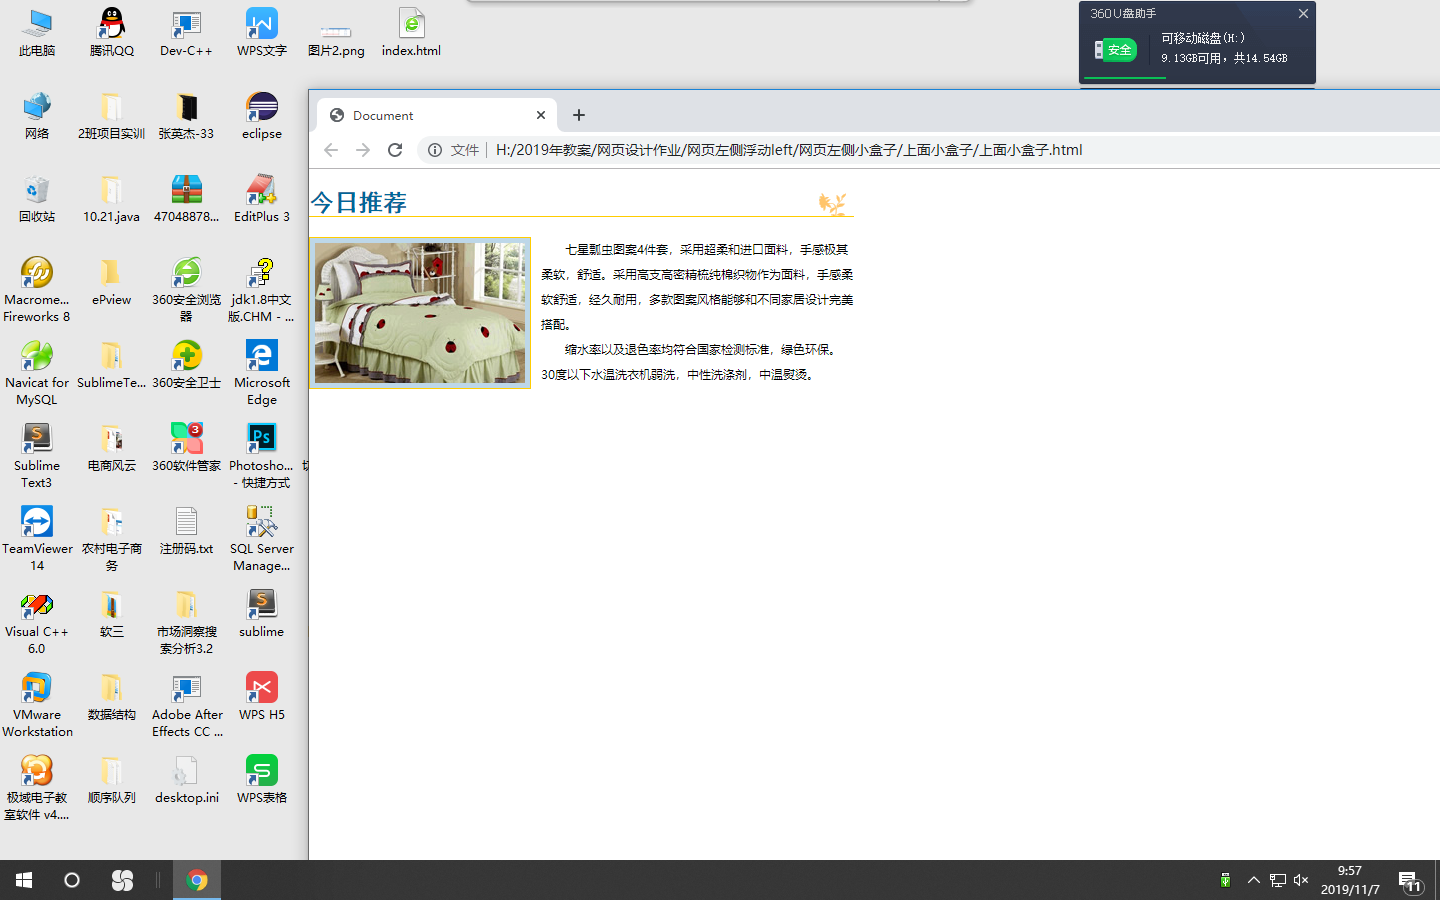 此电脑
腾讯QQ
Dev-C++
WPS文字
图片2.png
index.html
网络
2班项目实训
张英杰-33
eclipse
回收站
10.21.java
47048878...
EditPlus 3
Macrome...
Fireworks 8
ePview
360安全浏览
器
jdk1.8中文
版.CHM - ...
Navicat for
MySQL
SublimeTe...
360安全卫士
Microsoft
Edge
Sublime
Text3
电商风云
3
360软件管家
Photosho...
- 快捷方式
TeamViewer
14
农村电子商
务
注册码.txt
SQL Server
Manage...
Visual C++
6.0
软三
市场洞察搜
索分析3.2
sublime
VMware
Workstation
数据结构
Adobe After
Effects CC ...
WPS H5
极域电子教
室软件 v4....
顺序队列
desktop.ini
WPS表格
360U盘助手
安全
可移动磁盘(H:)
9.13GB可用，共14.54GB
Document
文件
H:/2019年教案/网页设计作业/网页左侧浮动left/网页左侧小盒子/上面小盒子/上面小盒子.html
今日推荐
七星瓢虫图案4件套，采用超柔和进口面料，手感极其
柔软，舒适。采用高支高密精梳纯棉织物作为面料，手感柔
软舒适，经久耐用，多款图案风格能够和不同家居设计完美
搭配。
缩水率以及退色率均符合国家检测标准，绿色环保。
30度以下水温洗衣机弱洗，中性洗涤剂，中温熨烫。
9:57
2019/11/7
11